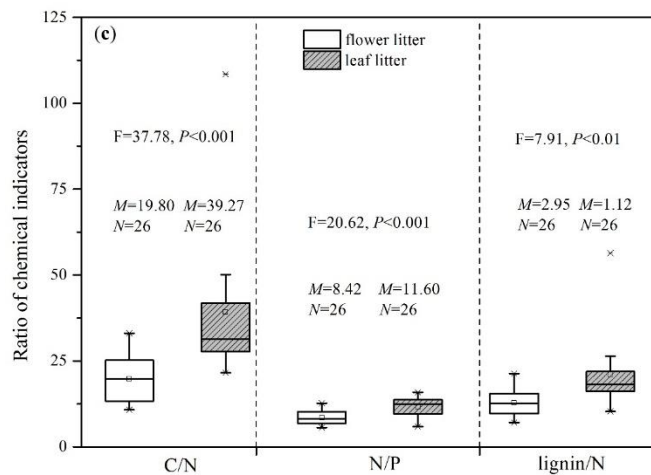 (c)
flower litter
leaf litter
125
100
75
50
25
0
Ratio of chemical indicators
F=37.78, P<0.001
M=19.80 M=39.27
N=26 N=26
F=20.62, P<0.001
M=8.42 M=11.60
N=26 N=26
F=7.91, P<0.01
M=2.95 M=1.12
N=26 N=26
C/N N/P lignin/N